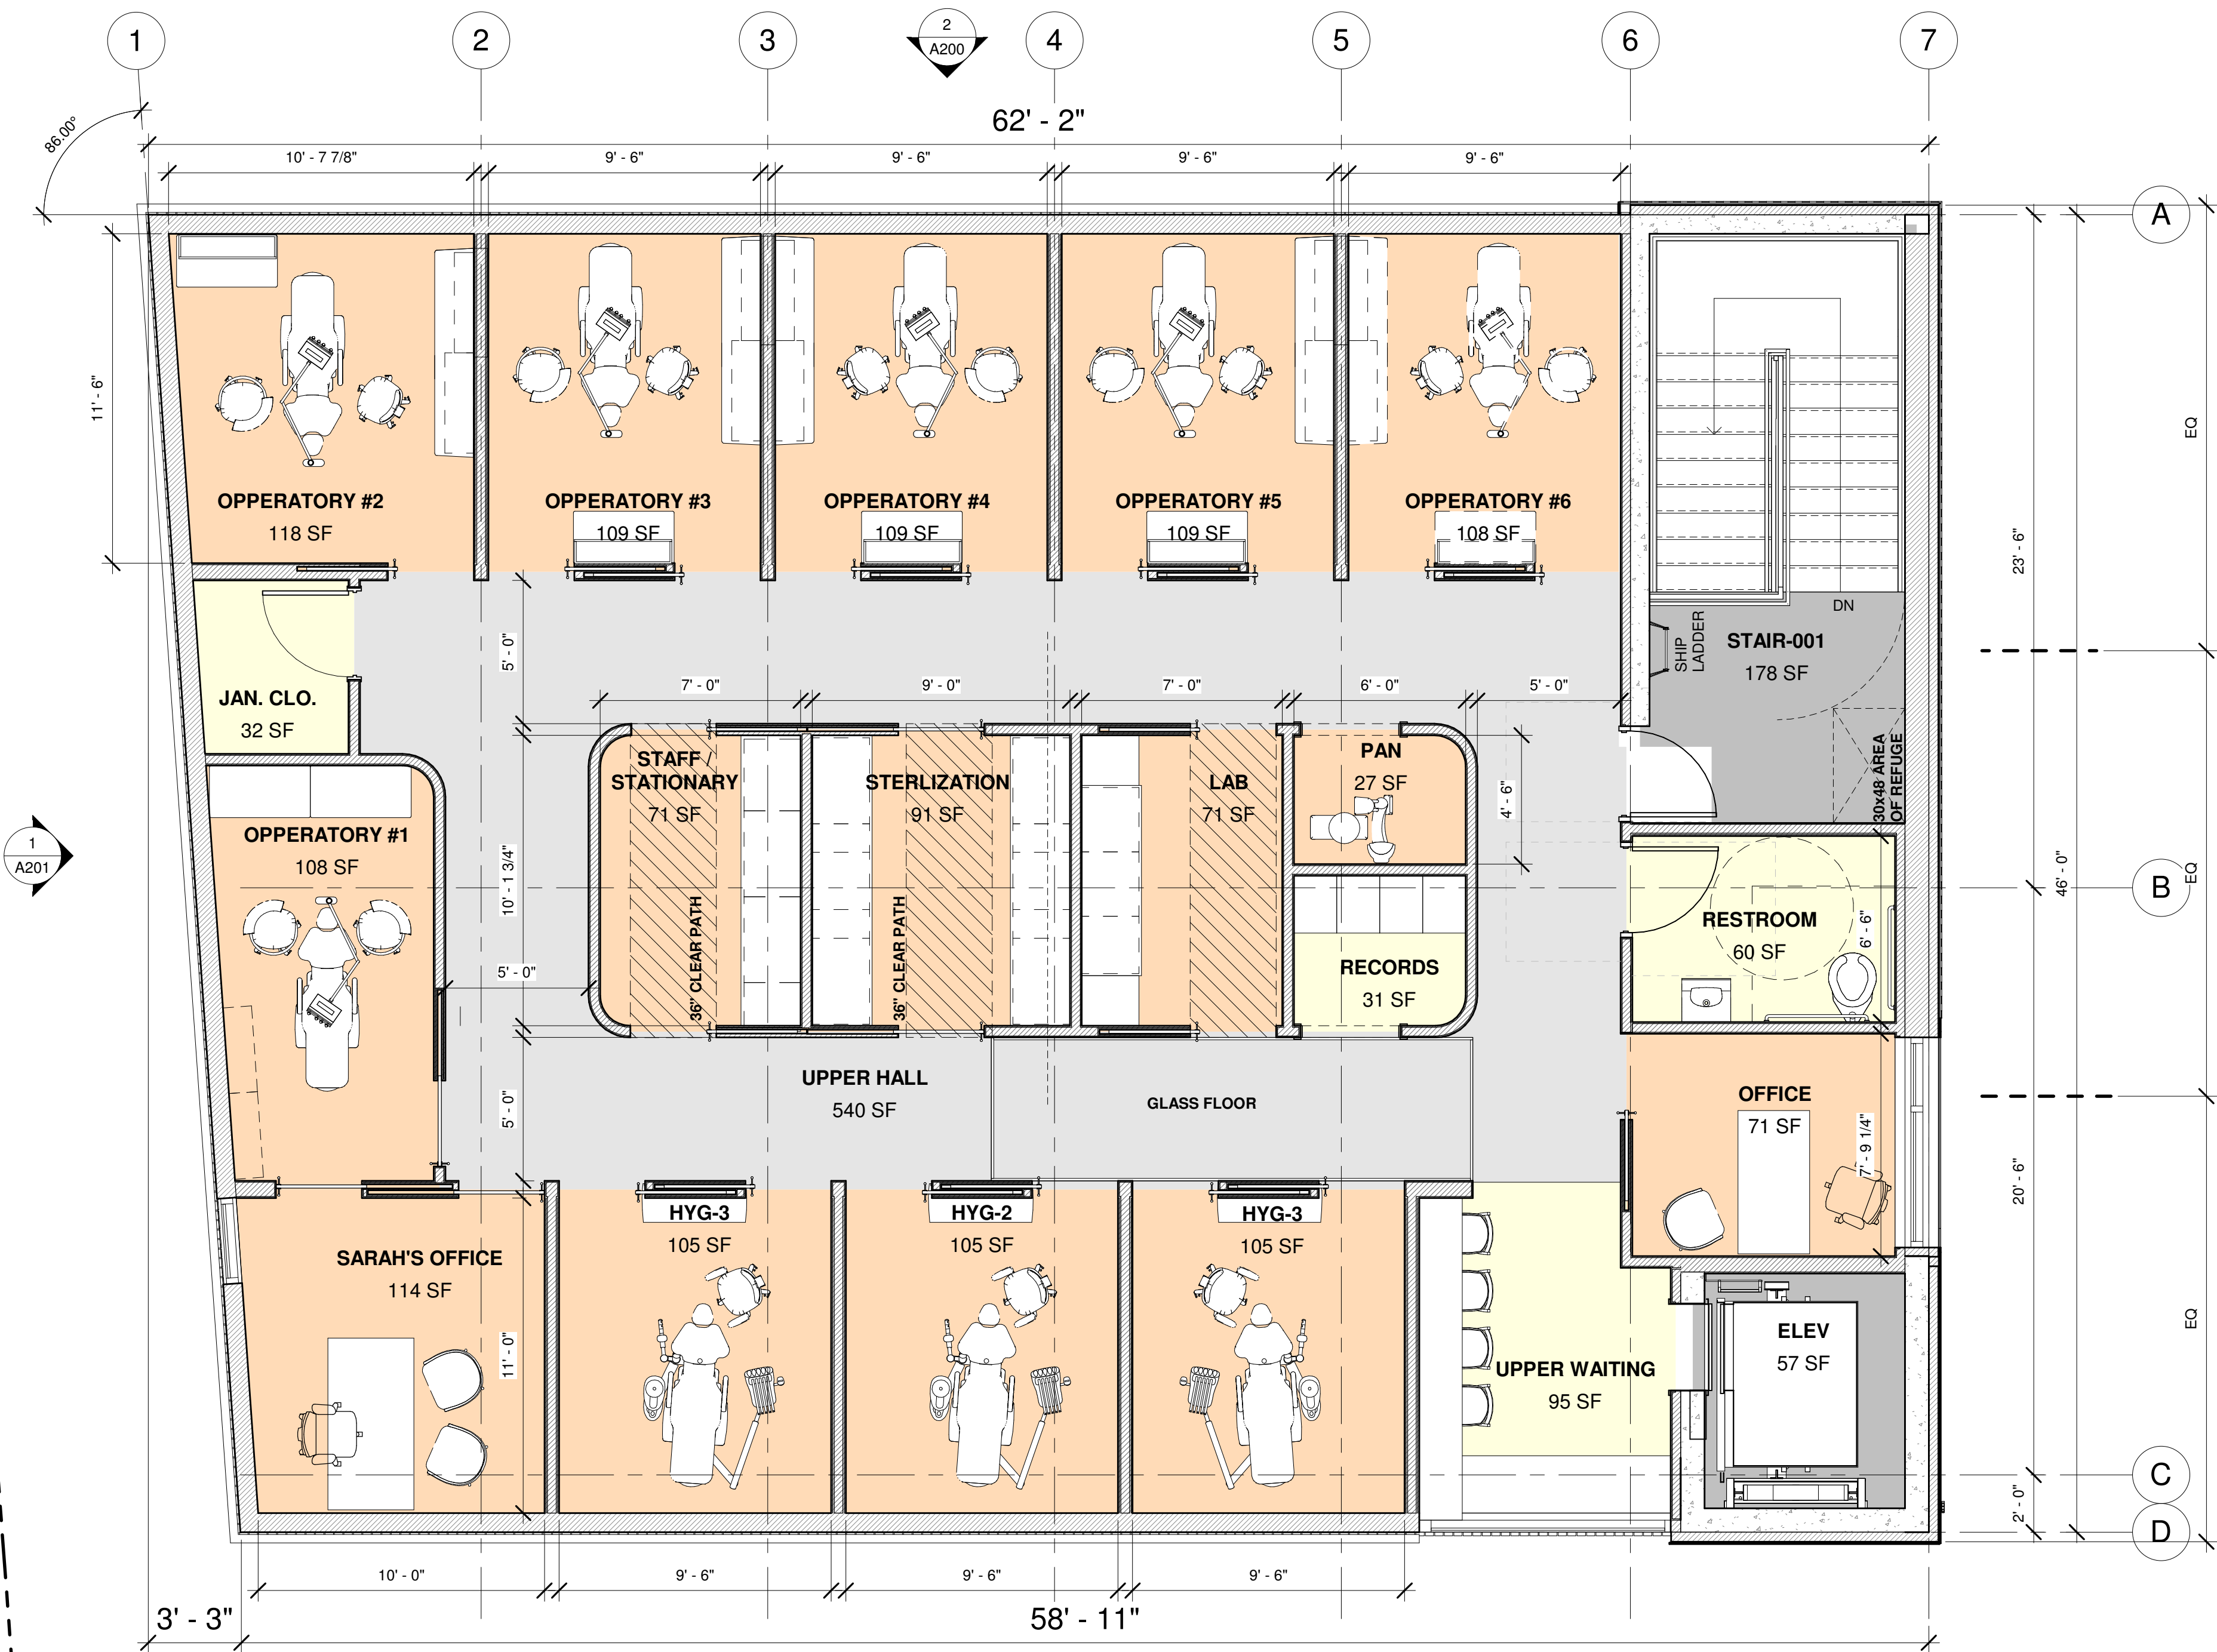 1
2
3
2
A200
4
5
6
7
62' - 2"
86.00°
10' - 7 7/8"
9' - 6"
9' - 6"
9' - 6"
9' - 6"
A
11' - 6"
EQ
OPPERATORY #2
118 SF
OPPERATORY #3
109 SF
OPPERATORY #4
109 SF
OPPERATORY #5
109 SF
OPPERATORY #6
108 SF
23' - 6"
DN
SHIP
LADDER
STAIR-001
178 SF
5' - 0"
JAN. CLO.
32 SF
7' - 0"
9' - 0"
7' - 0"
6' - 0"
5' - 0"
STAFF /
STATIONARY
71 SF
STERLIZATION
91 SF
LAB
71 SF
PAN
27 SF
4' - 6"
30x48 AREA
OF REFUGE
OPPERATORY #1
108 SF
1
A201
10' - 1 3/4"
36" CLEAR PATH
36" CLEAR PATH
46' - 0"
EQ
B
RESTROOM
60 SF
6' - 6"
RECORDS
31 SF
5' - 0"
UPPER HALL
540 SF
GLASS FLOOR
5' - 0"
OFFICE
71 SF
7' - 9 1/4"
20' - 6"
HYG-3
105 SF
HYG-2
105 SF
HYG-3
105 SF
SARAH'S OFFICE
114 SF
11' - 0"
UPPER WAITING
95 SF
ELEV
57 SF
EQ
C
2' - 0"
D
10' - 0"
9' - 6"
9' - 6"
9' - 6"
3' - 3"
58' - 11"